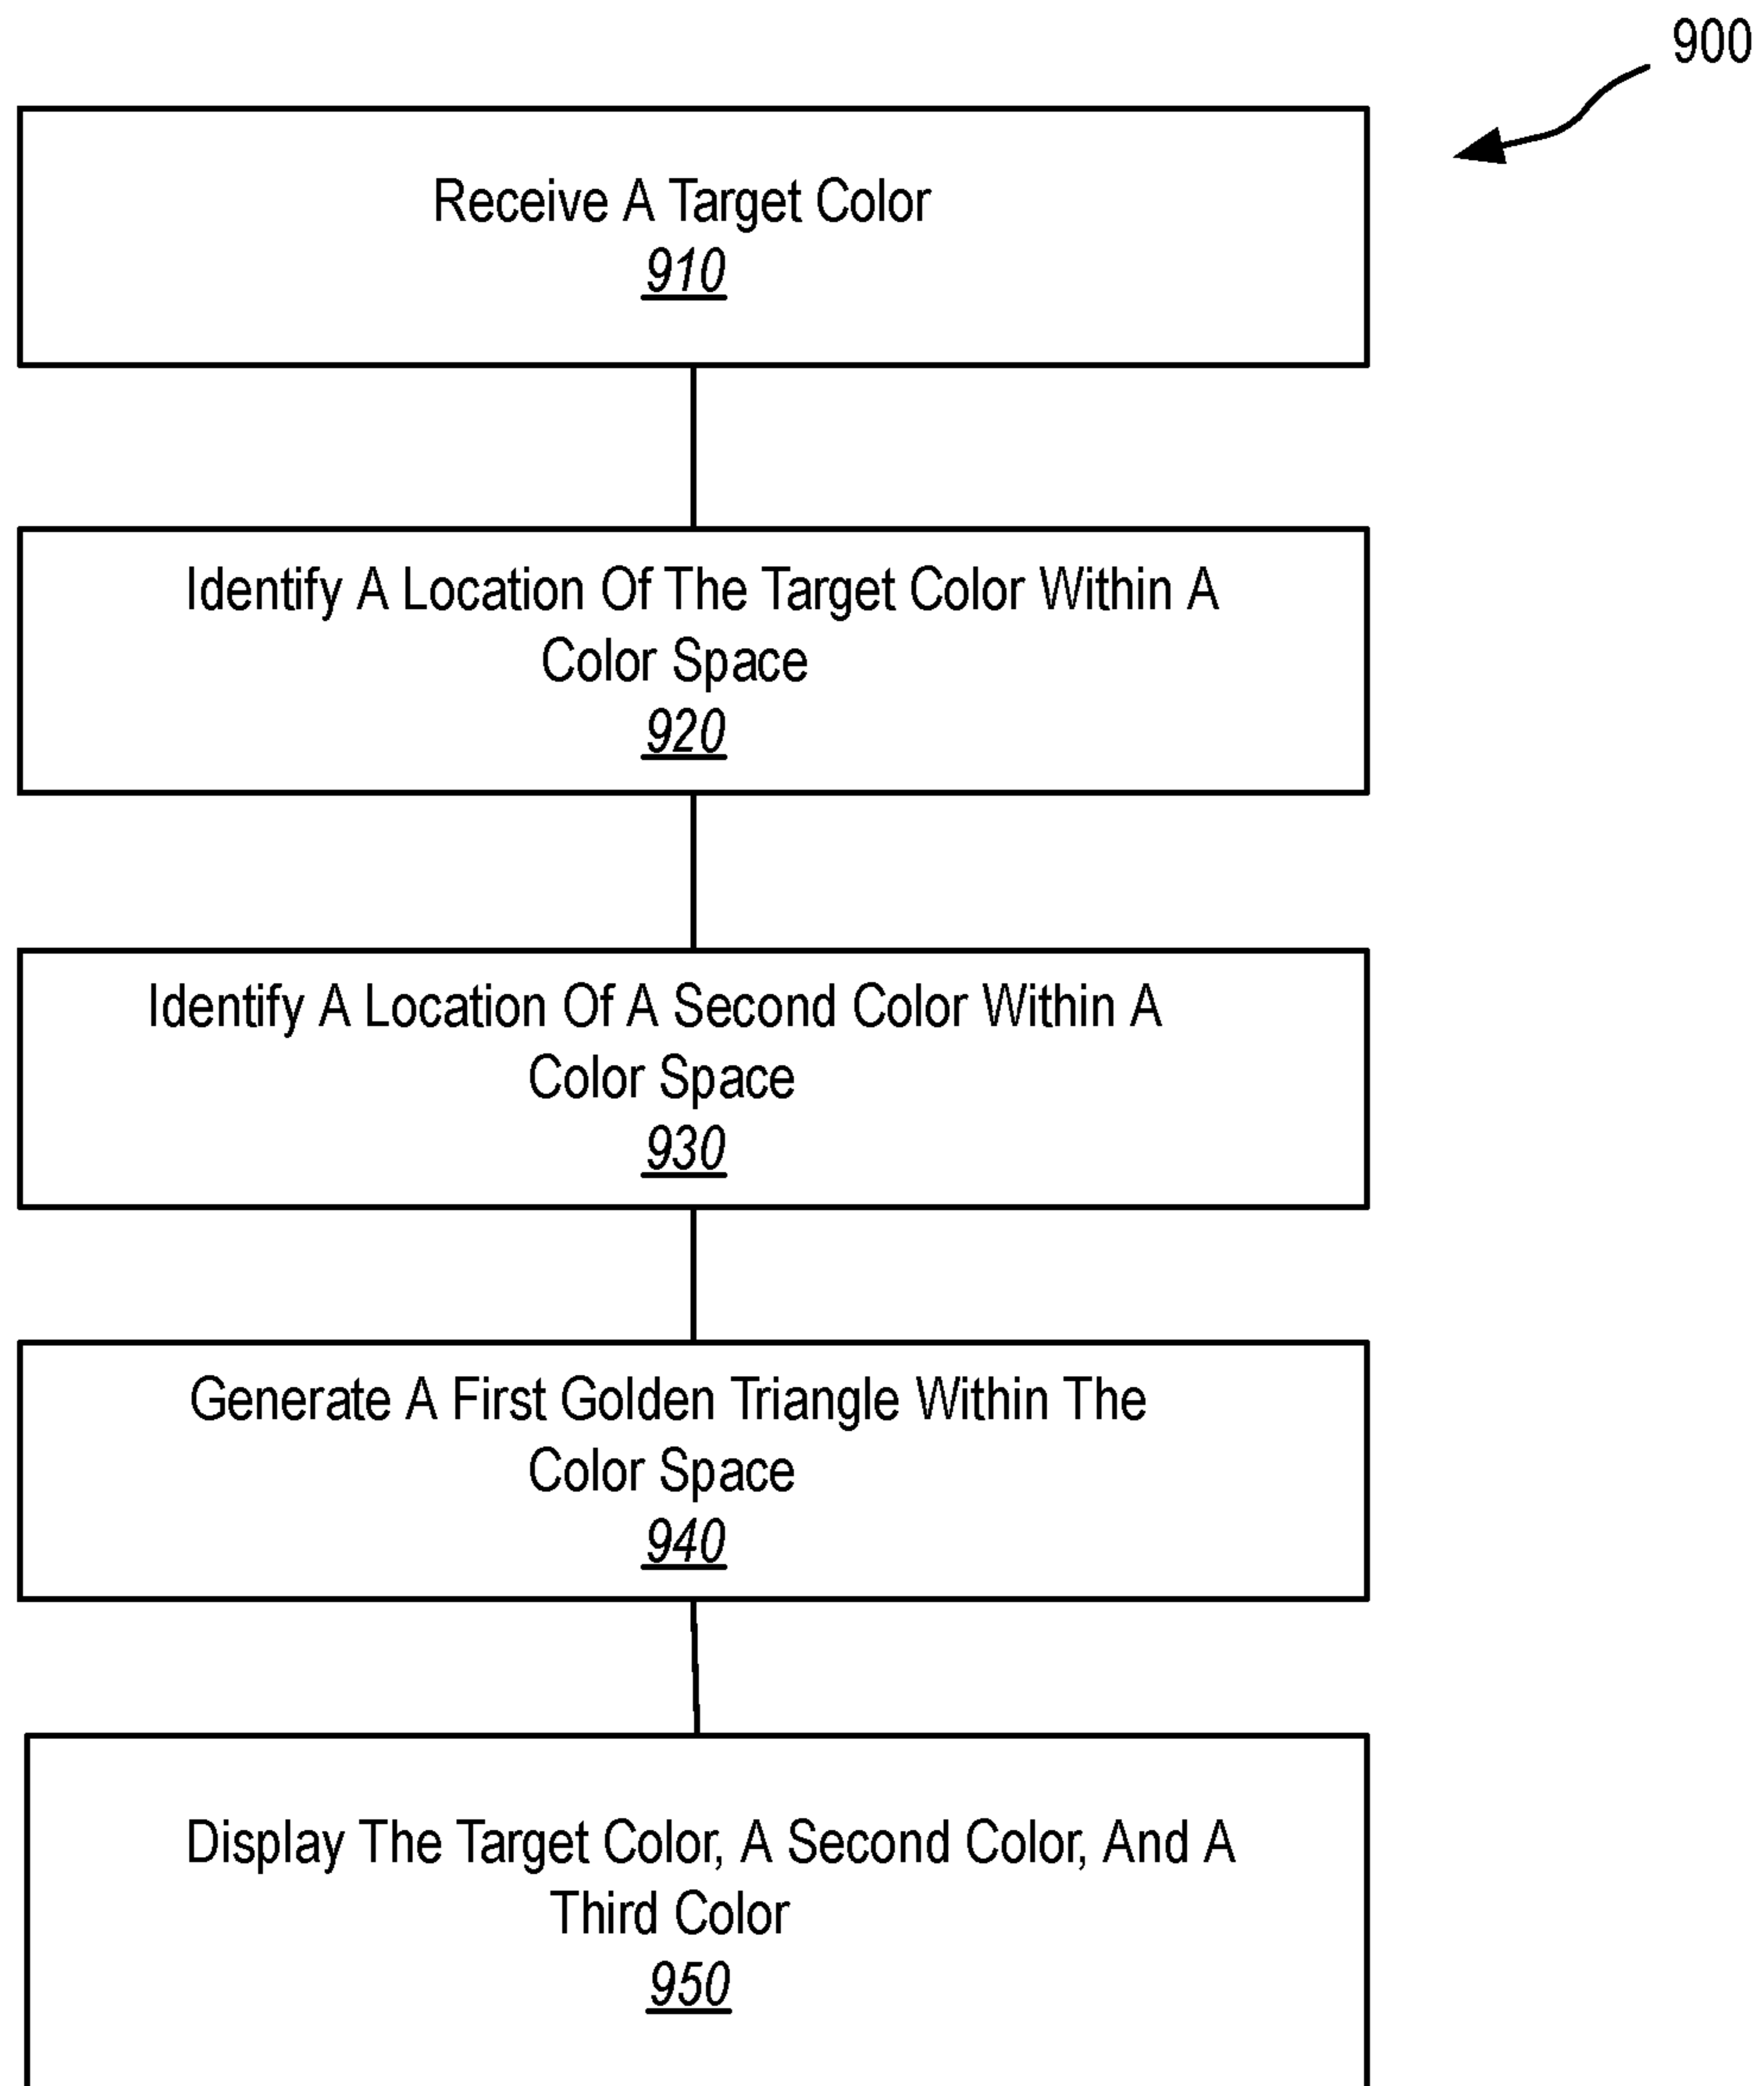 900
Receive A Target Color
910
Identify A Location Of The Target Color Within A
Color Space
920
Identify A Location Of A Second Color Within A
Color Space
930
Generate A First Golden Triangle Within The
Color Space
940
Display The Target Color, A Second Color, And A
Third Color
950